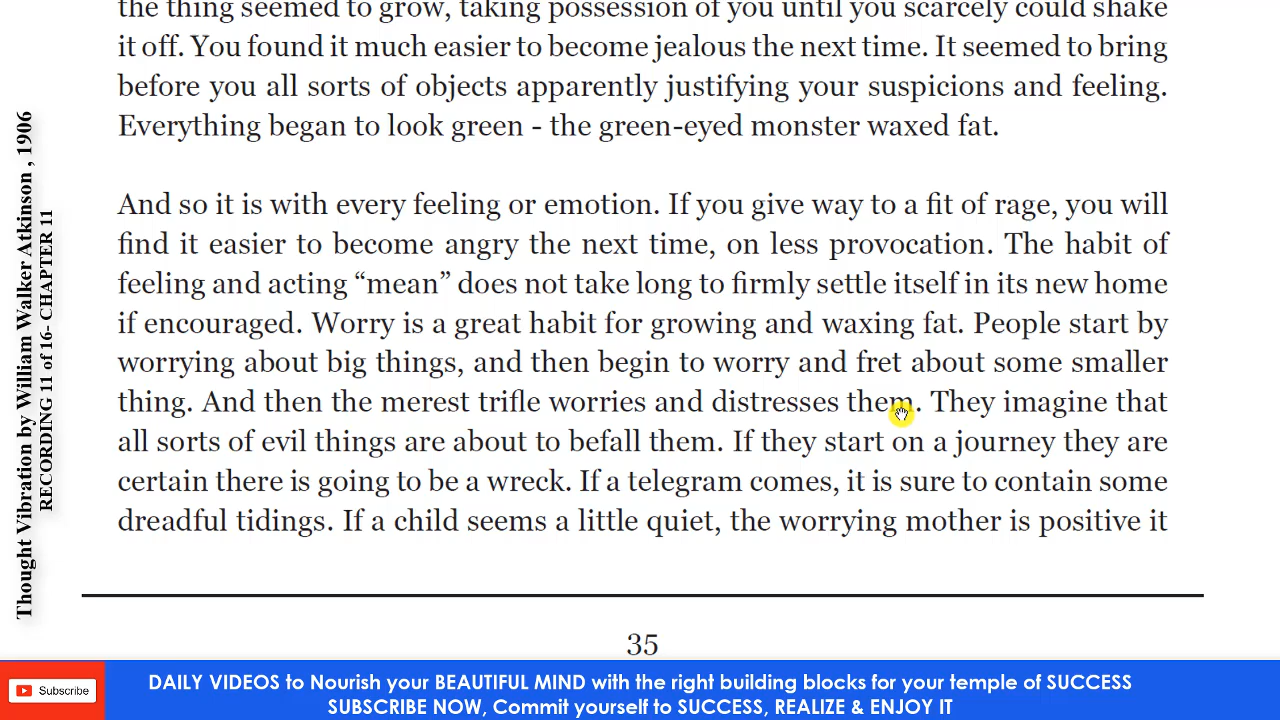 the thing seemed to grow, taking possession of you until you scarcely could shake
it off. You found it much easier to become jealous the next time. It seemed to bring
before you all sorts of objects apparently justifying your suspicions and feeling.
Everything began to look green - the green-eyed monster waxed fat.
And so it is with every feeling or emotion. If you give way to a fit of rage, you will
find it easier to become angry the next time, on less provocation. The habit of
feeling and acting “mean” does not take long to firmly settle itself in its new home
if encouraged. Worry is a great habit for growing and waxing fat. People start by
worrying about big things, and then begin to worry and fret about some smaller
thing. And then the merest trifle worries and distresses them. They imagine that
all sorts of evil things are about to befall them. If they start on a journey they are
certain there is going to be a wreck. If a telegram comes, it is sure to contain some
dreadful tidings. If a child seems a little quiet, the worrying mother is positive it
35
Thought Vibration by William Walker Atkinson , 1906
RECORDING 11 of 16- CHAPTER 11
Subscribe
DAILY VIDEOS to Nourish your BEAUTIFUL MIND with the right building blocks for your temple of SUCCESS
SUBSCRIBE NOW, Commit yourself to SUCCESS, REALIZE & ENJOY IT